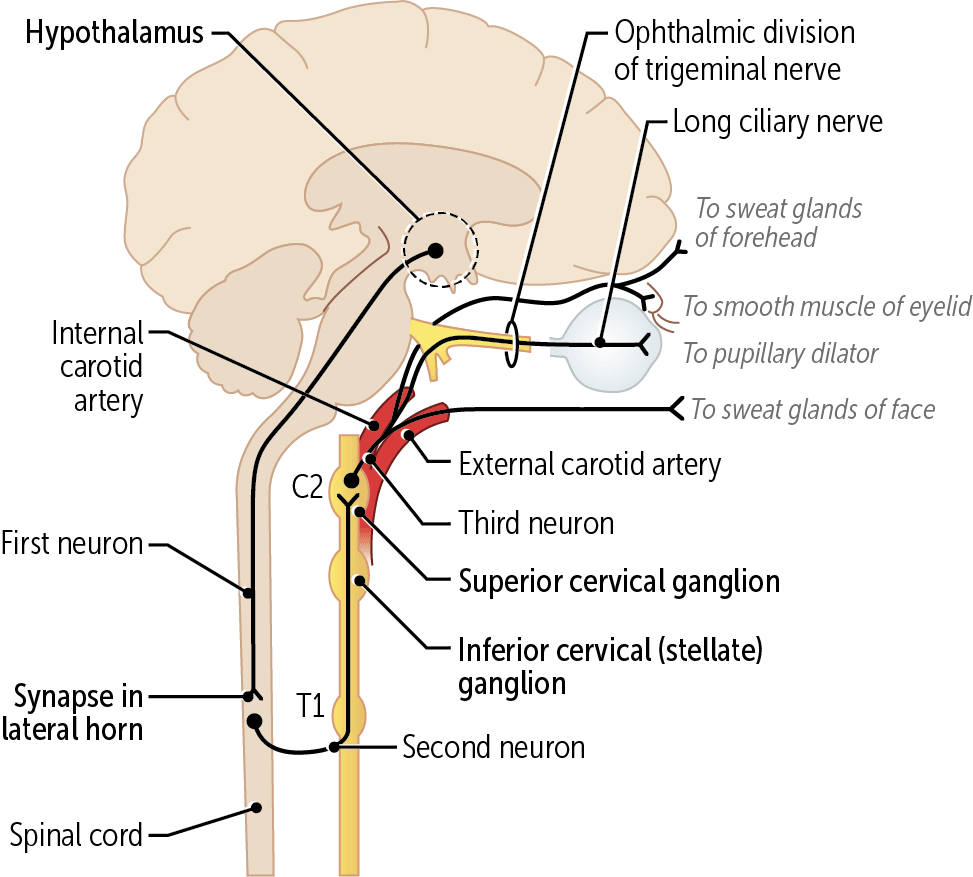 Hypothalamus
Ophthalmic division
of trigeminal nerve
Long ciliary nerve
To sweat glands
of forehead
To smooth muscle of eyelid
To pupillary dilator
Internal
carotid
artery
To sweat glands of face
External carotid artery
C2
Third neuron
First neuron
Superior cervical ganglion
Inferior cervical (stellate)
ganglion
Synapse in
lateral horn
T1
Second neuron
Spinal cord